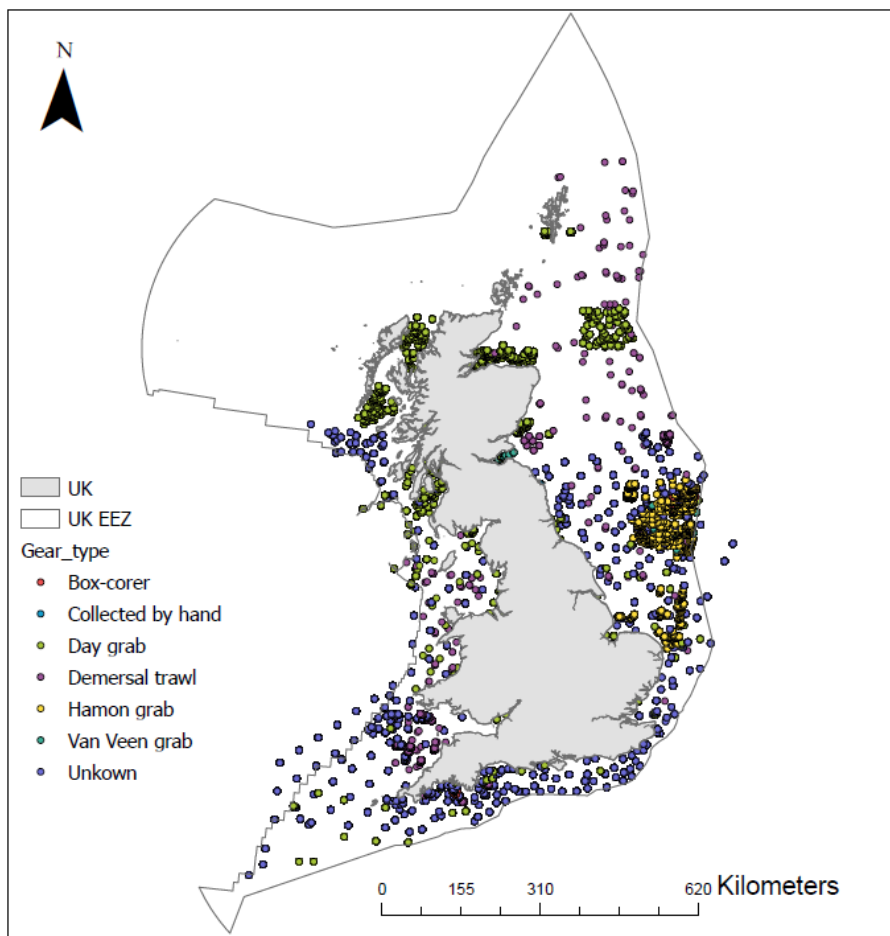 N
UK
UK EEZ
Gear_type
Box-corer
Collected by hand
Day grab
Demersal trawl
Hamon grab
Van Veen grab
Unkown
0 155 310 620 Kilometers